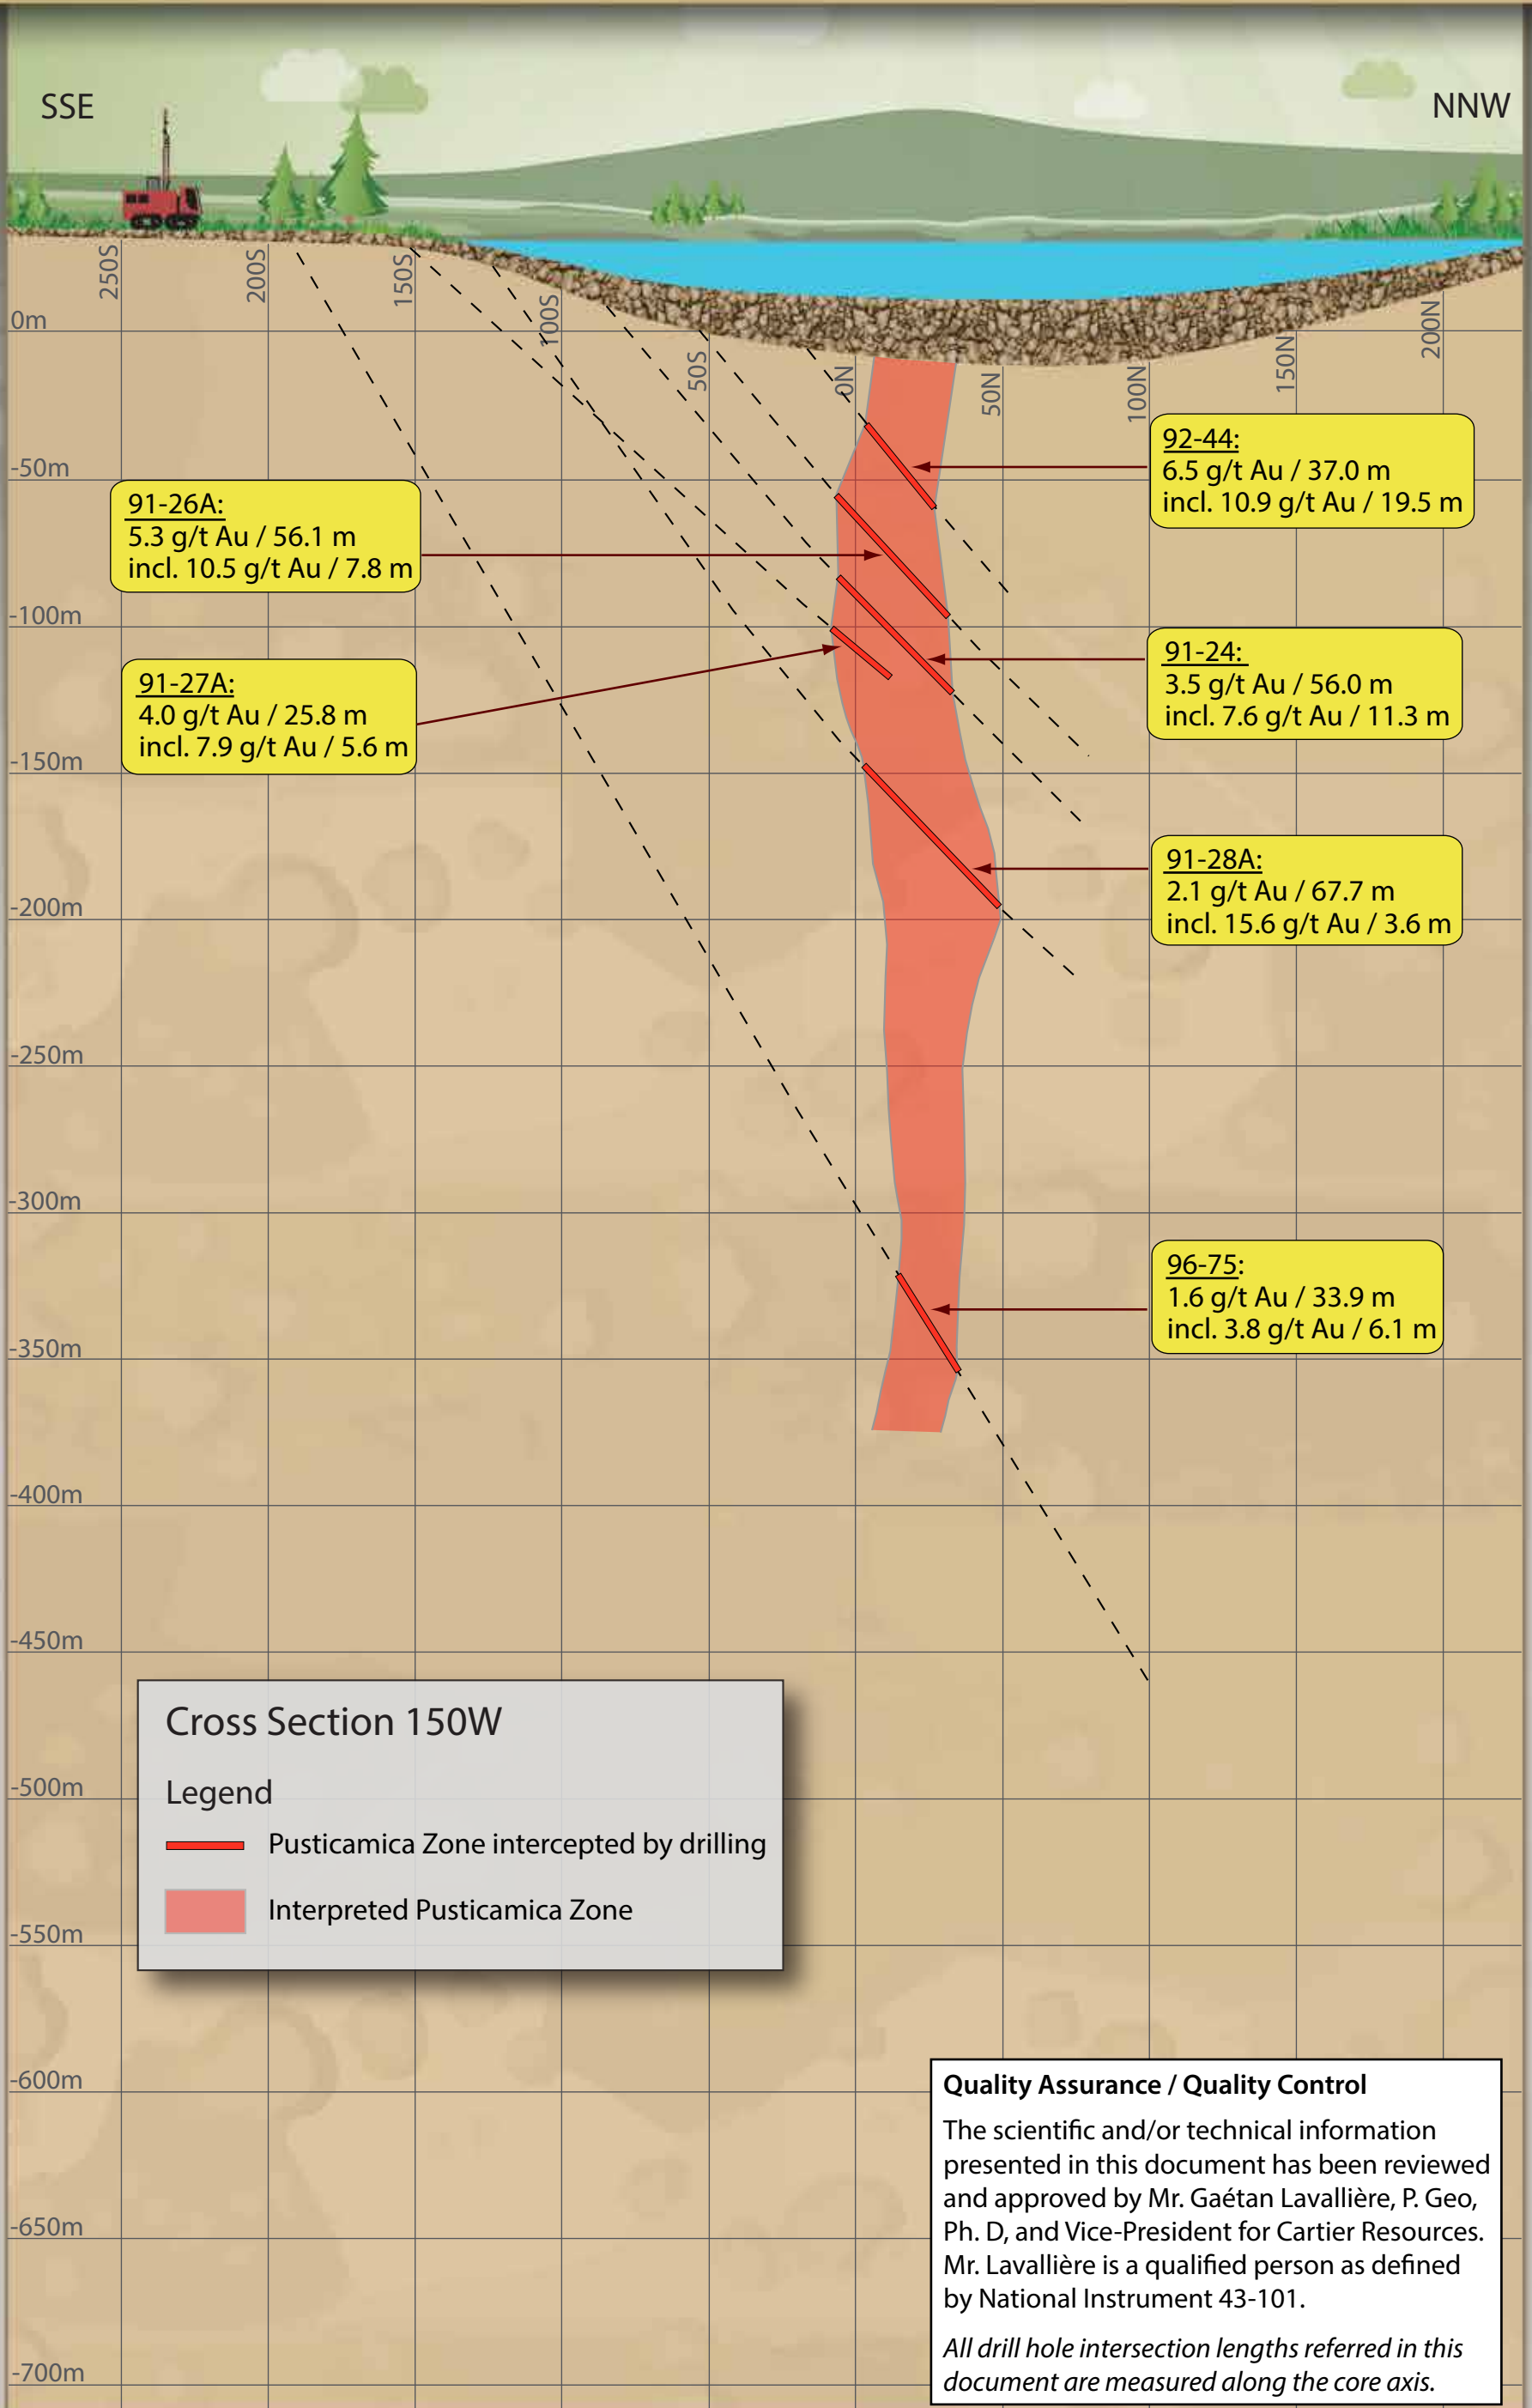 SSE
NNW
250S
200S
150S
100S
50S
0N
50N
100N
150N
200N
0m
-50m
-100m
-150m
-200m
-250m
-300m
-350m
-400m
-450m
-500m
-550m
-600m
-650m
-700m
92-44:
6.5 g/t Au / 37.0 m
incl. 10.9 g/t Au / 19.5 m
91-26A:
5.3 g/t Au / 56.1 m
incl. 10.5 g/t Au / 7.8 m
91-24:
3.5 g/t Au / 56.0 m
incl. 7.6 g/t Au / 11.3 m
91-27A:
4.0 g/t Au / 25.8 m
incl. 7.9 g/t Au / 5.6 m
91-28A:
2.1 g/t Au / 67.7 m
incl. 15.6 g/t Au / 3.6 m
96-75:
1.6 g/t Au / 33.9 m
incl. 3.8 g/t Au / 6.1 m
Cross Section 150W
Legend
Pusticamica Zone intercepted by drilling
Interpreted Pusticamica Zone
Quality Assurance / Quality Control
The scientific and/or technical information
presented in this document has been reviewed
and approved by Mr. Gaétan Lavallière, P. Geo,
Ph. D, and Vice-President for Cartier Resources.
Mr. Lavallière is a qualified person as defined
by National Instrument 43-101.
All drill hole intersection lengths referred in this
document are measured along the core axis.